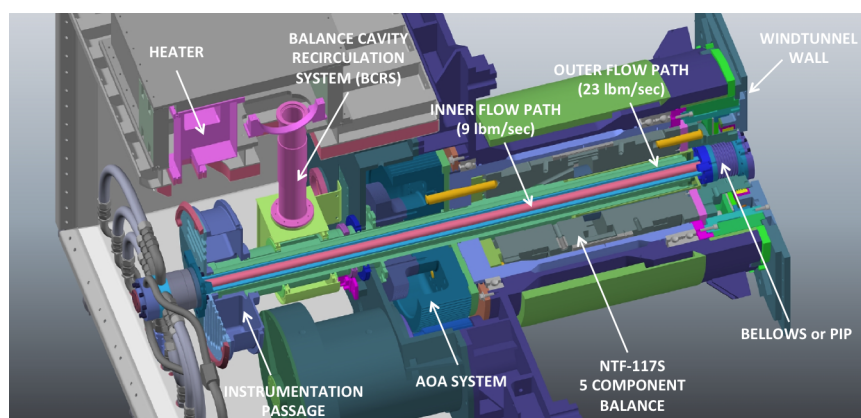 HEATER
BALANCE CAVITY
RECIRCULATION
SYSTEM (BCRS)
OUTER FLOW PATH
(23 lbm/sec)
WINDTUNNEL
WALL
INNER FLOW PATH
(9 lbm/sec)
INSTRUMENTATION
PASSAGE
AOA SYSTEM
NTF-117S
5 COMPONENT
BALANCE
BELLOWS or PIP